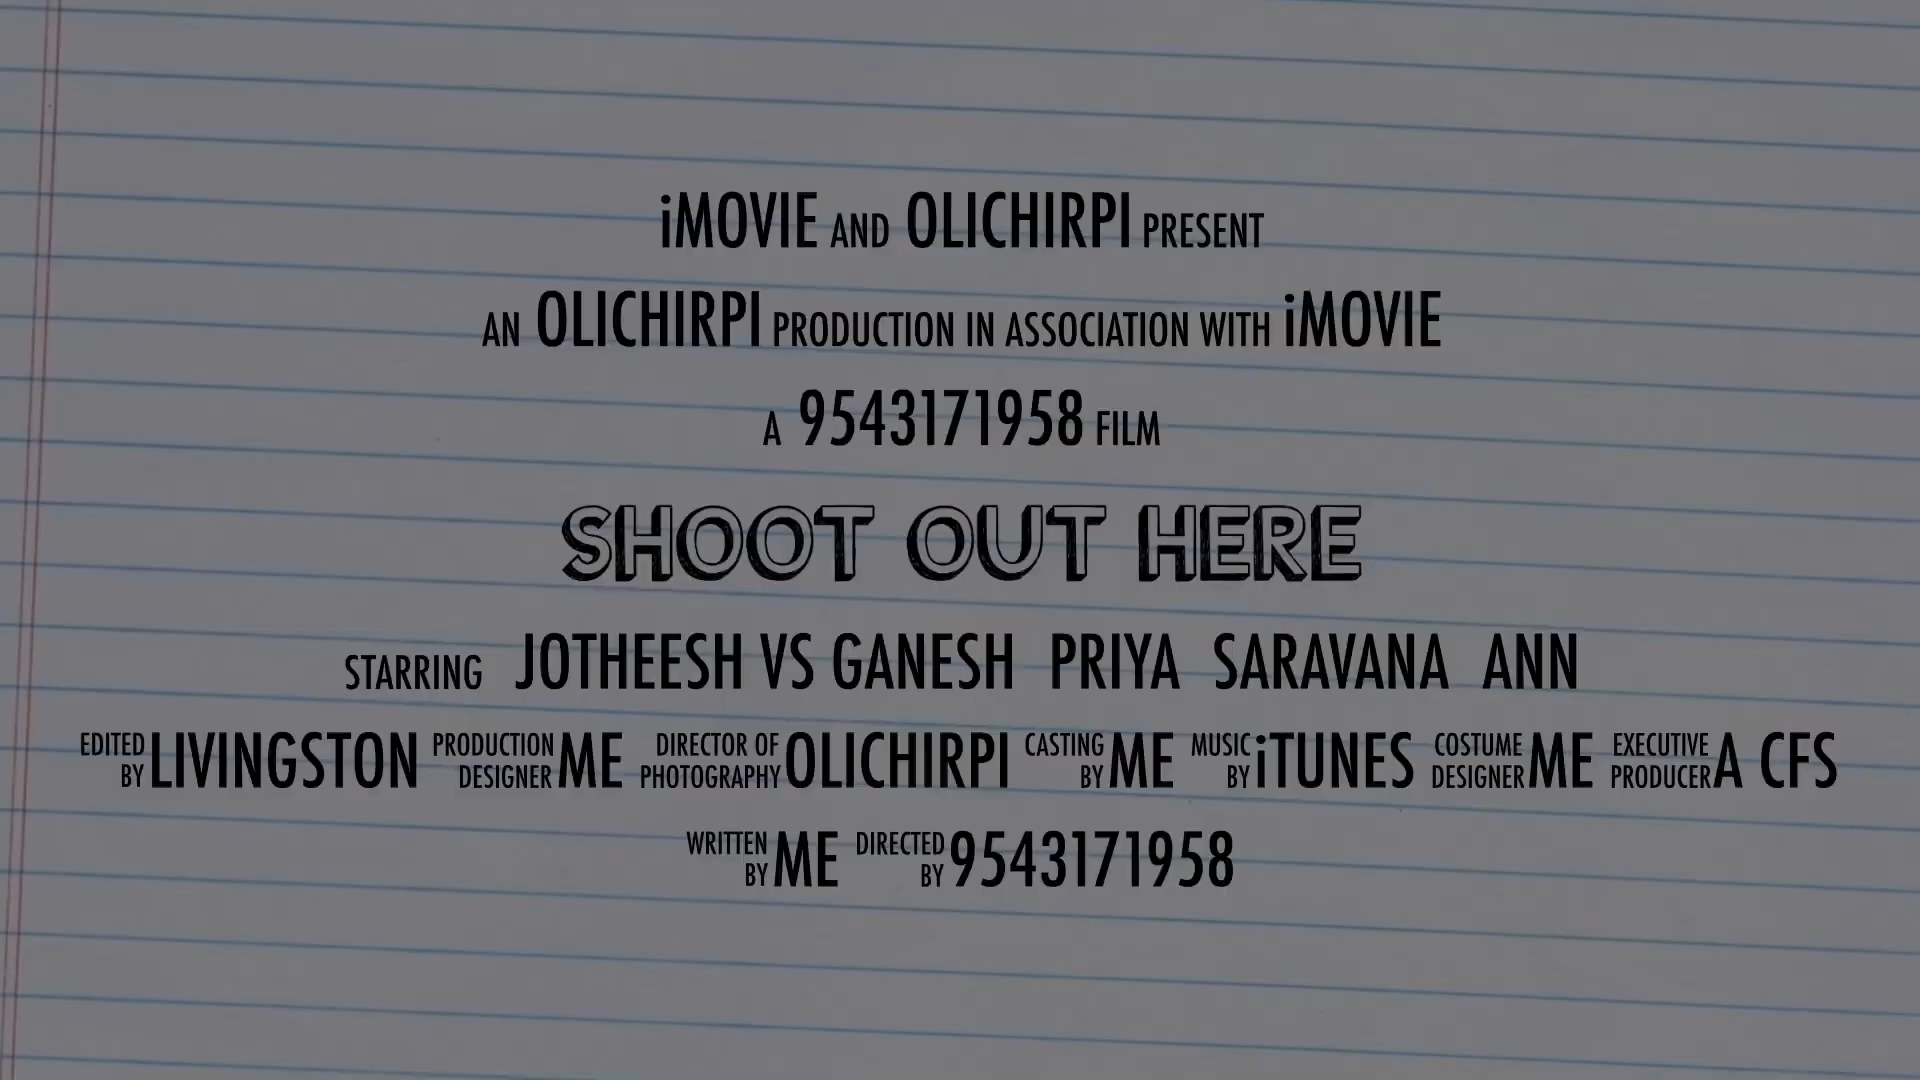 iMOVIE AND OLICHIRPI PRESENT
AN OLICHIRPI PRODUCTION IN ASSOCIATION WITH iMOVIE
A 9543171958 FILM
SHOOT OUT HERE
STARRING JOTHEESH VS GANESH PRIYA SARAVANA ANN
EDITED BY LIVINGSTON PRODUCTION DESIGNER ME DIRECTOR OF PHOTOGRAPHY OLICHIRPI CASTING BY ME MUSIC BY iTUNES COSTUME DESIGNER ME EXECUTIVE PRODUCER A CFS
WRITTEN BY ME DIRECTED BY 9543171958